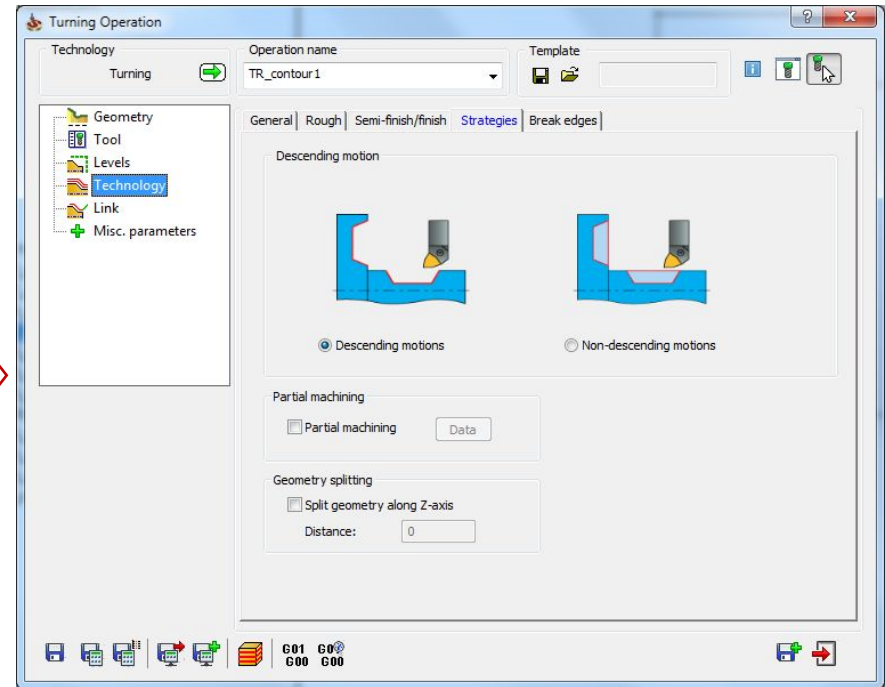 Turning Operation
Technology
Turning
Operation name
TR_contour1
Template
Geometry
Tool
Levels
Technology
Link
Misc. parameters
General
Rough
Semi-finish/finish
Strategies
Break edges
Descending motion
Descending motions
Non-descending motions
Partial machining
Partial machining
Data
Geometry splitting
Split geometry along Z-axis
Distance:
0
G01
G00
G0
G00